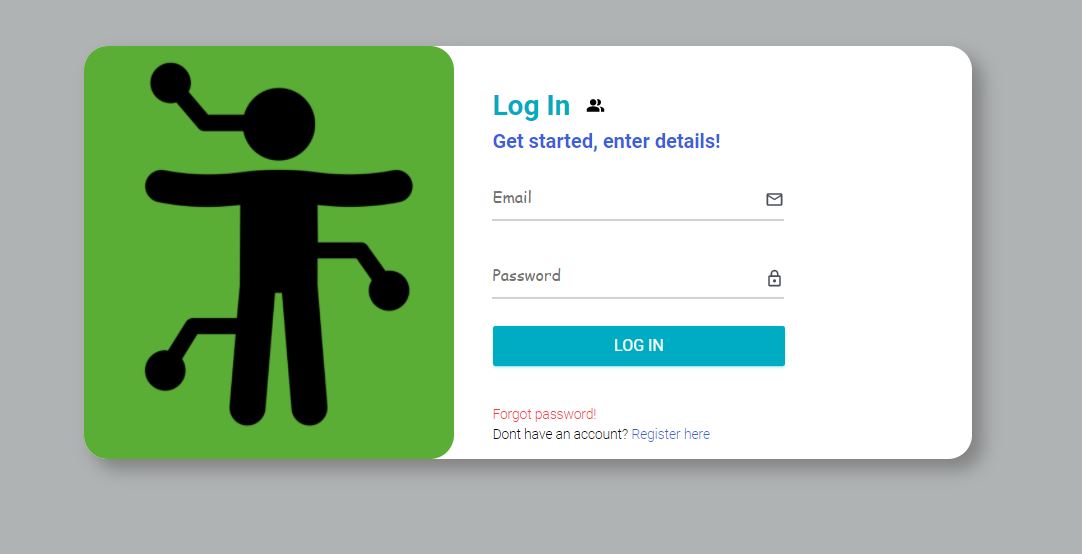 Log In
Get started, enter details!
Email
Password
LOG IN
Forgot password!
Dont have an account? Register here